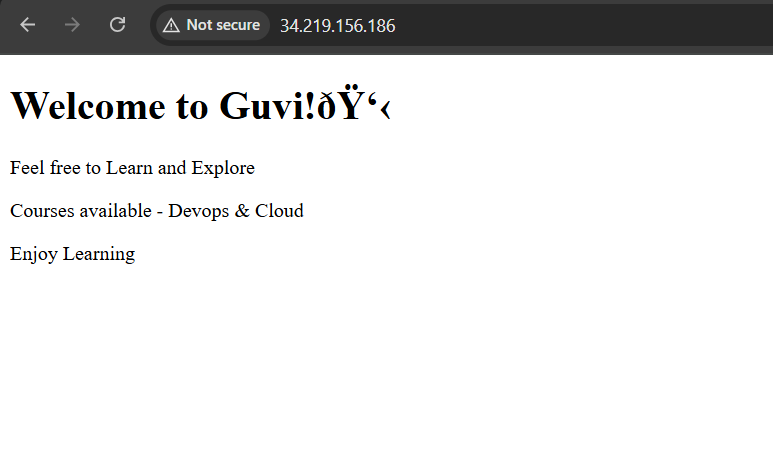 Not secure 34.219.156.186
Welcome to Guvi!ðŸ‘‹
Feel free to Learn and Explore
Courses available - Devops & Cloud
Enjoy Learning